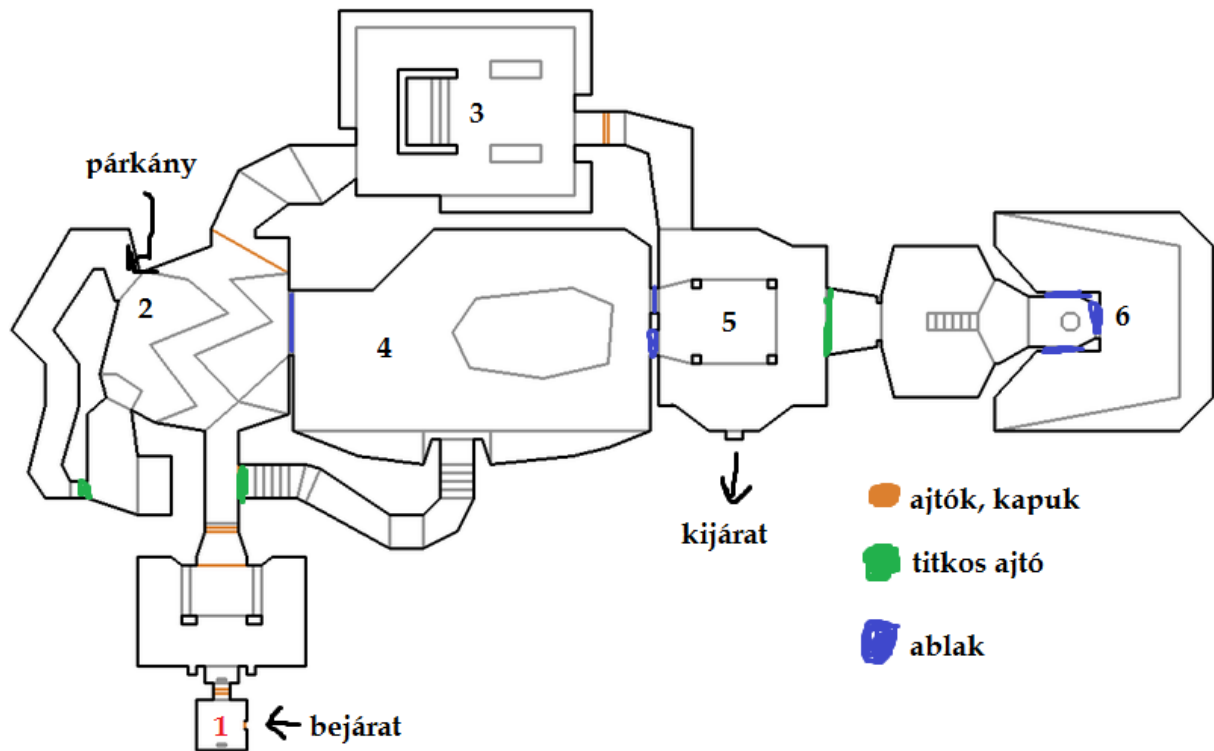 3
párkány
2
4
5
6
ajtók, kapuk
kijárat
titkos ajtó
ablak
1
bejárat